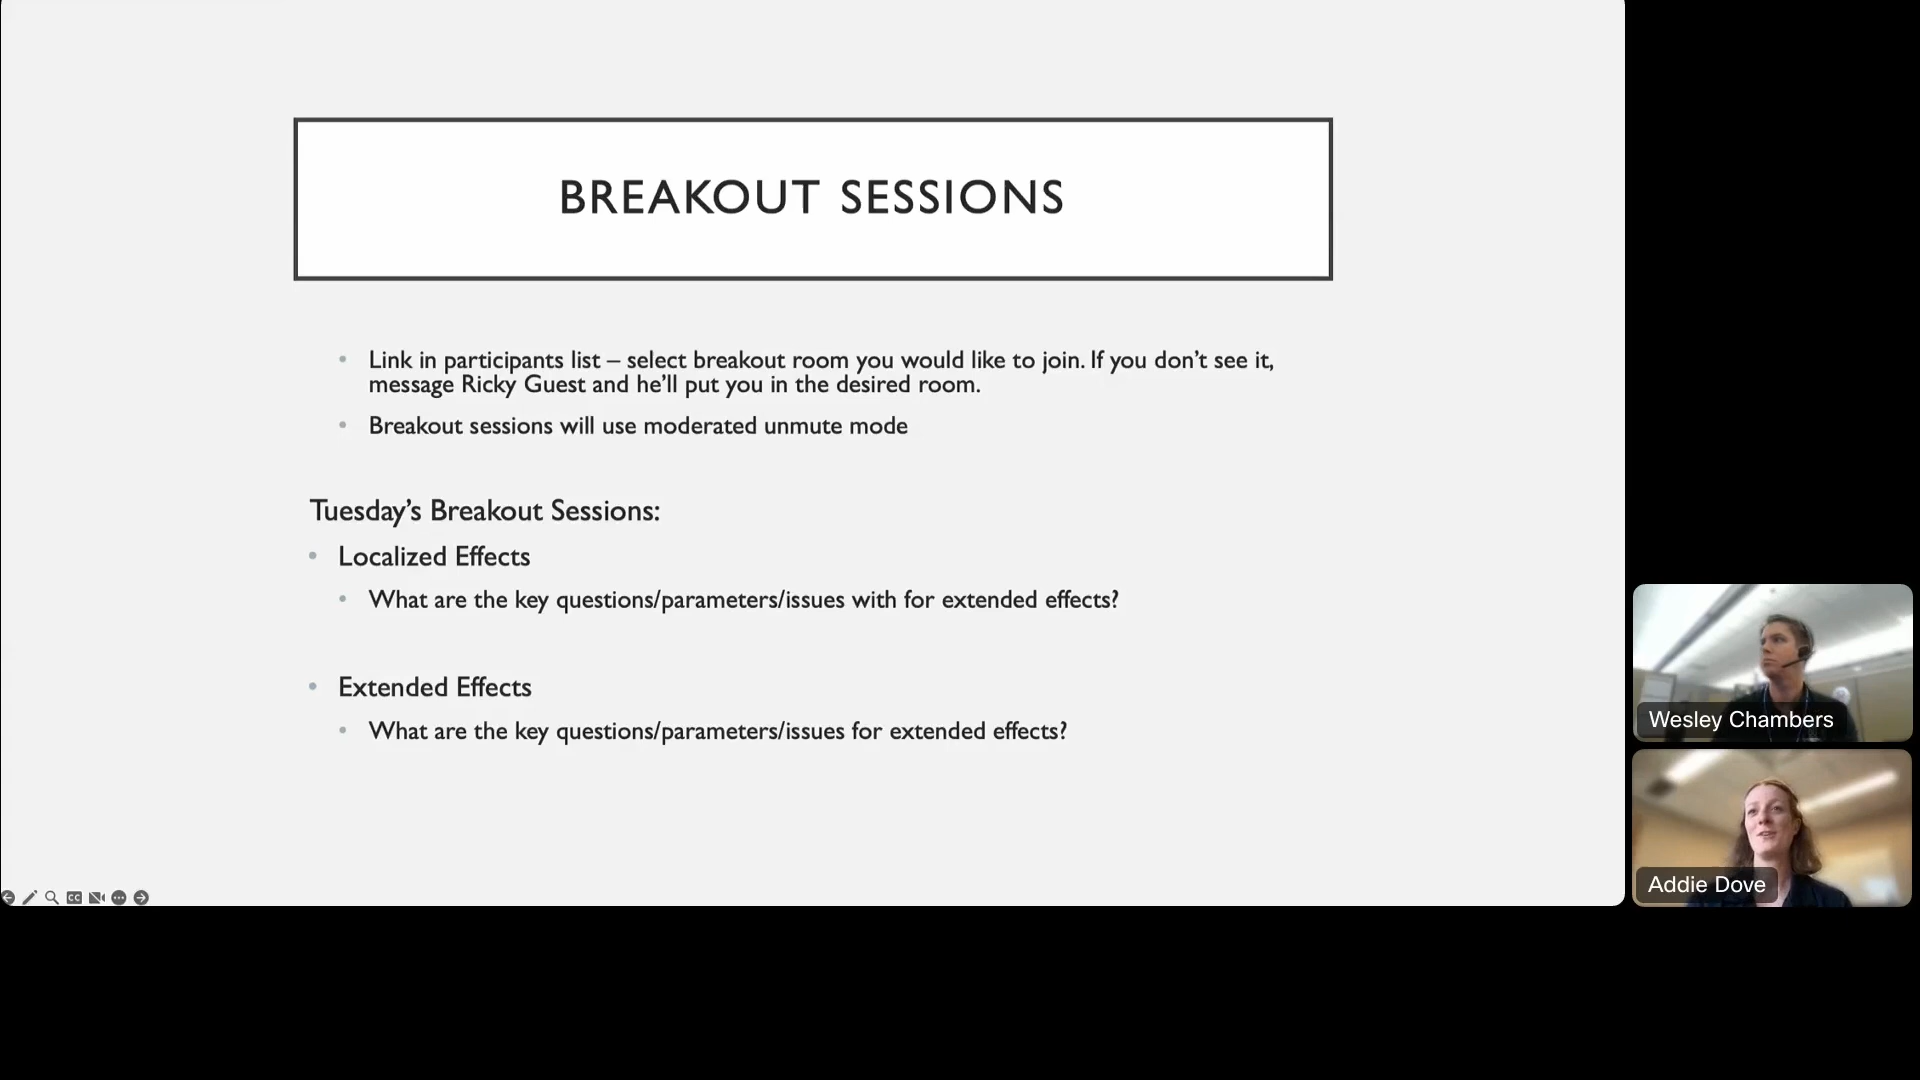 BREAKOUT SESSIONS
Link in participants list – select breakout room you would like to join. If you don’t see it,
message Ricky Guest and he’ll put you in the desired room.
Breakout sessions will use moderated unmute mode
Tuesday’s Breakout Sessions:
Localized Effects
What are the key questions/parameters/issues with for extended effects?
Extended Effects
What are the key questions/parameters/issues for extended effects?
Wesley Chambers
Addie Dove
CC